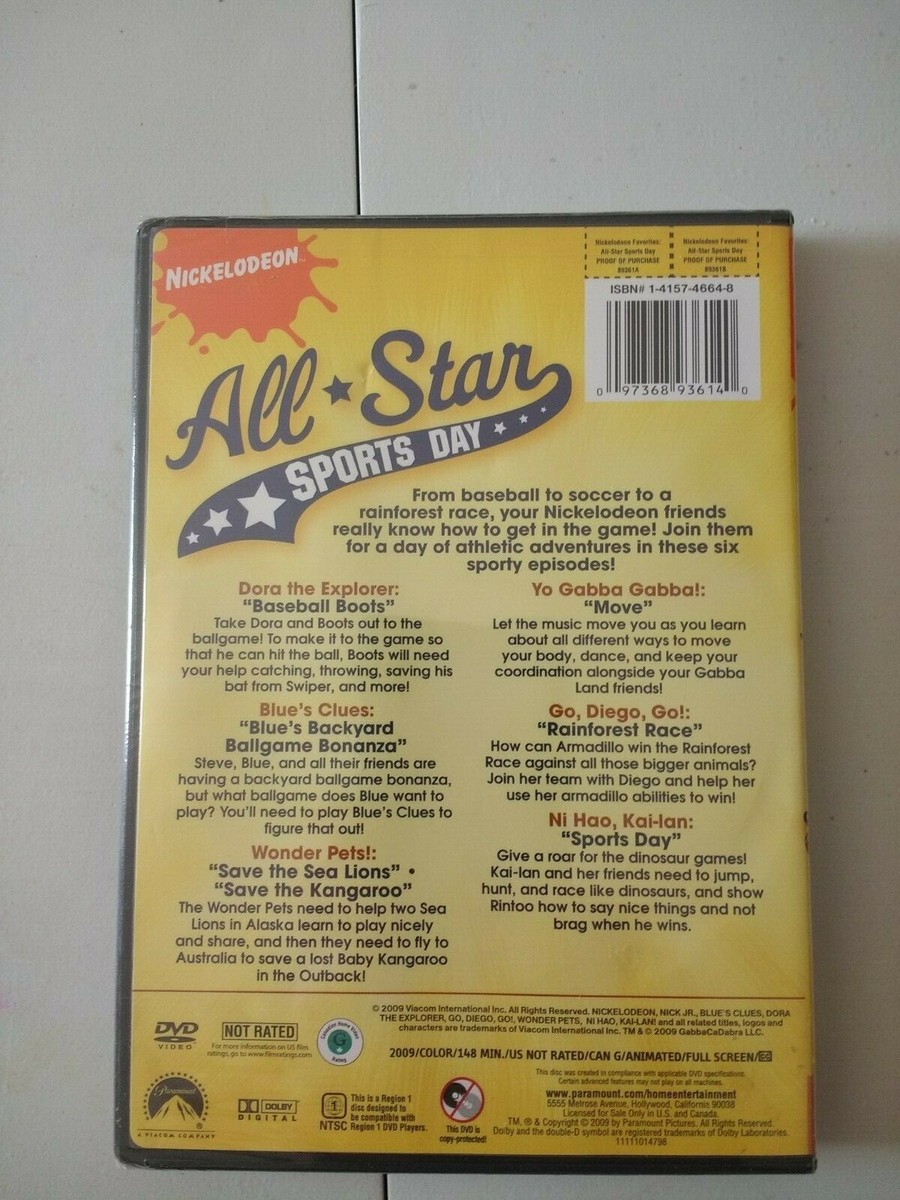 NICKELODEON™
Nickelodeon Favorites:
All-Star Sports Day
PROOF OF PURCHASE
89361A
Nickelodeon Favorites:
All-Star Sports Day
PROOF OF PURCHASE
89361B
ISBN# 1-4157-4664-8
0 97368 93614 0
All ★ Star
SPORTS DAY
From baseball to soccer to a
rainforest race, your Nickelodeon friends
really know how to get in the game! Join them
for a day of athletic adventures in these six
sporty episodes!
Dora the Explorer:
“Baseball Boots”
Take Dora and Boots out to the
ballgame! To make it to the game so
that he can hit the ball, Boots will need
your help catching, throwing, saving his
bat from Swiper, and more!
Blue’s Clues:
“Blue’s Backyard
Ballgame Bonanza”
Steve, Blue, and all their friends are
having a backyard ballgame bonanza,
but what ballgame does Blue want to
play? You’ll need to play Blue’s Clues to
figure that out!
Wonder Pets!:
“Save the Sea Lions” •
“Save the Kangaroo”
The Wonder Pets need to help two Sea
Lions in Alaska learn to play nicely
and share, and then they need to fly to
Australia to save a lost Baby Kangaroo
in the Outback!
Yo Gabba Gabba!:
“Move”
Let the music move you as you learn
about all different ways to move
your body, dance, and keep your
coordination alongside your Gabba
Land friends!
Go, Diego, Go!:
“Rainforest Race”
How can Armadillo win the Rainforest
Race against all those bigger animals?
Join her team with Diego and help her
use her armadillo abilities to win!
Ni Hao, Kai-lan:
“Sports Day”
Give a roar for the dinosaur games!
Kai-lan and her friends need to jump,
hunt, and race like dinosaurs, and show
Rintoo how to say nice things and not
brag when he wins.
© 2009 Viacom International Inc. All Rights Reserved. NICKELODEON, NICK JR., BLUE’S CLUES, DORA
THE EXPLORER, GO, DIEGO, GO!, WONDER PETS, NI HAO, KAI-LAN! and all related titles, logos and
characters are trademarks of Viacom International Inc. TM & © 2009 GabbaCaDabra LLC.
DVD
VIDEO
NOT RATED
For more information on US film
ratings, go to www.filmratings.com
Canadian Home Video
G
Rated
2009/COLOR/148 MIN./US NOT RATED/CAN G/ANIMATED/FULL SCREEN/CC
This disc was created in compliance with applicable DVD specifications.
Certain advanced features may not play on all machines.
Paramount
®
A VIACOM COMPANY
DOLBY
DIGITAL
1
NTSC
This is a Region 1
disc designed to
be compatible with
Region 1 DVD Players.
This DVD is
copy-protected!
www.paramount.com/homeentertainment
5555 Melrose Avenue, Hollywood, California 90038
Licensed for Sale Only in U.S. and Canada.
TM, ® & Copyright © 2009 by Paramount Pictures. All Rights Reserved.
Dolby and the double-D symbol are registered trademarks of Dolby Laboratories.
11111014798